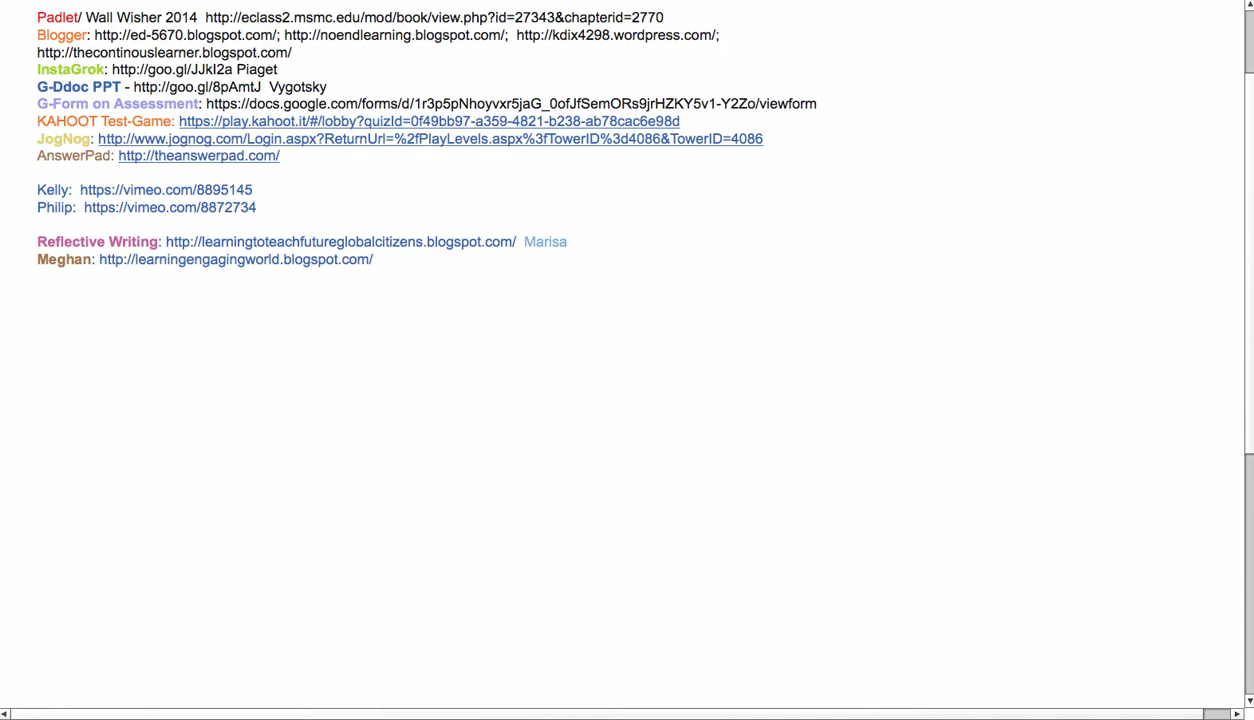 Padlet/ Wall Wisher 2014  http://eclass2.msmc.edu/mod/book/view.php?id=27343&chapterid=2770
Blogger: http://ed-5670.blogspot.com/; http://noendlearning.blogspot.com/;  http://kdix4298.wordpress.com/;
http://thecontinouslearner.blogspot.com/
InstaGrok: http://goo.gl/JJkI2a Piaget
G-Ddoc PPT - http://goo.gl/8pAmtJ  Vygotsky
G-Form on Assessment: https://docs.google.com/forms/d/1r3p5pNhoyvxr5jaG_0ofJfSemORs9jrHZKY5v1-Y2Zo/viewform
KAHOOT Test-Game: https://play.kahoot.it/#/lobby?quizId=0f49bb97-a359-4821-b238-ab78cac6e98d
JogNog: http://www.jognog.com/Login.aspx?ReturnUrl=%2fPlayLevels.aspx%3fTowerID%3d4086&TowerID=4086
AnswerPad: http://theanswerpad.com/
Kelly:  https://vimeo.com/8895145
Philip:  https://vimeo.com/8872734
Reflective Writing: http://learningtoteachfutureglobalcitizens.blogspot.com/  Marisa
Meghan: http://learningengagingworld.blogspot.com/